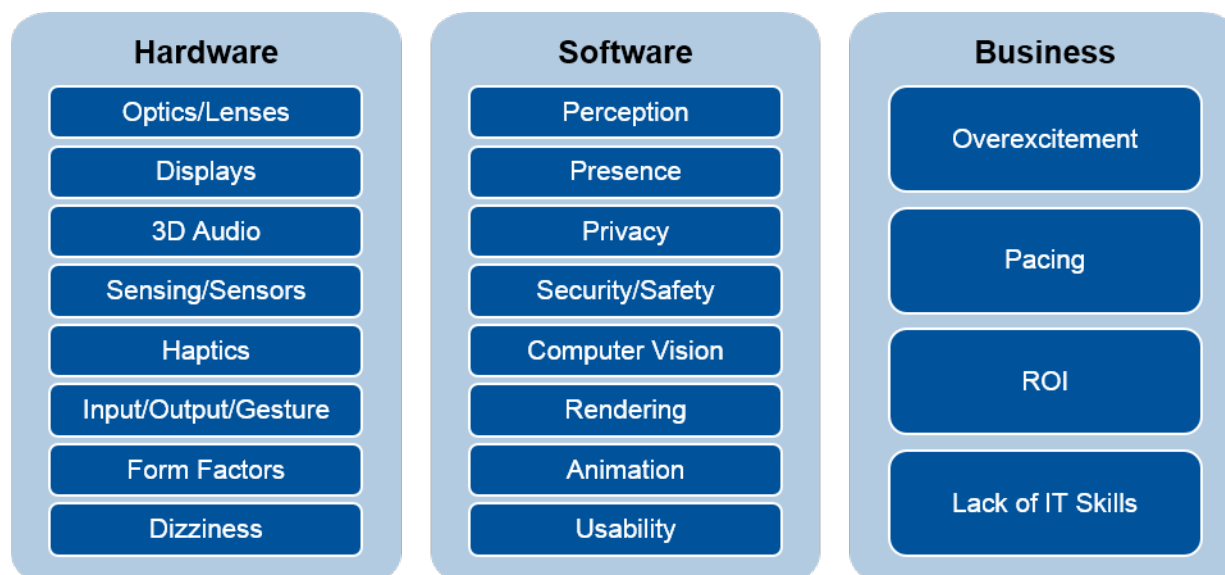 Hardware
Optics/Lenses
Displays
3D Audio
Sensing/Sensors
Haptics
Input/Output/Gesture
Form Factors
Dizziness
Software
Perception
Presence
Privacy
Security/Safety
Computer Vision
Rendering
Animation
Usability
Business
Overexcitement
Pacing
ROI
Lack of IT Skills